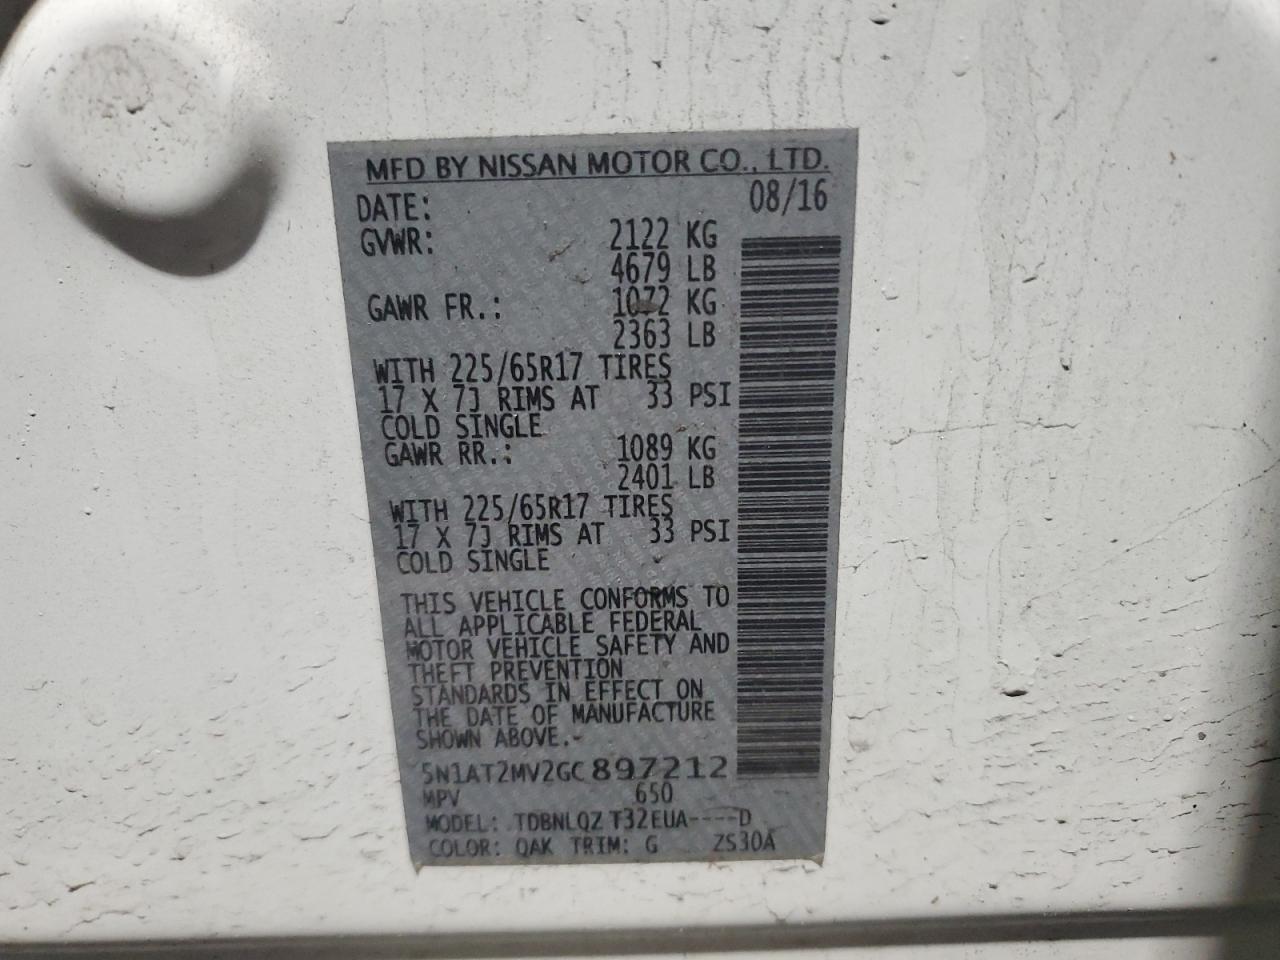 MFD BY NISSAN MOTOR CO., LTD.
DATE: 08/16
GVWR: 2122 KG
4679 LB
GAWR FR.: 1072 KG
2363 LB
WITH 225/65R17 TIRES
17 X 7J RIMS AT 33 PSI
COLD SINGLE
GAWR RR.: 1089 KG
2401 LB
WITH 225/65R17 TIRES
17 X 7J RIMS AT 33 PSI
COLD SINGLE
THIS VEHICLE CONFORMS TO
ALL APPLICABLE FEDERAL
MOTOR VEHICLE SAFETY AND
THEFT PREVENTION
STANDARDS IN EFFECT ON
THE DATE OF MANUFACTURE
SHOWN ABOVE.
5N1AT2MV2GC897212
MPV 650
MODEL: TDBNLQZ T32EUA----D
COLOR: QAK TRIM: G ZS30A